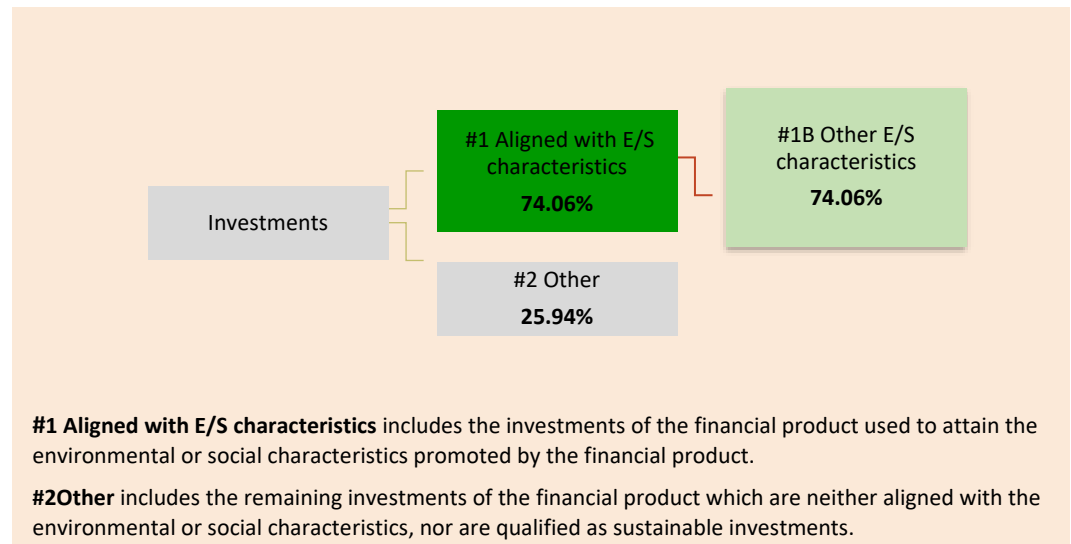 #1 Aligned with E/S
characteristics
74.06%
#1B Other E/S
characteristics
74.06%
Investments
#2 Other
25.94%
#1 Aligned with E/S characteristics includes the investments of the financial product used to attain the
environmental or social characteristics promoted by the financial product.
#2Other includes the remaining investments of the financial product which are neither aligned with the
environmental or social characteristics, nor are qualified as sustainable investments.